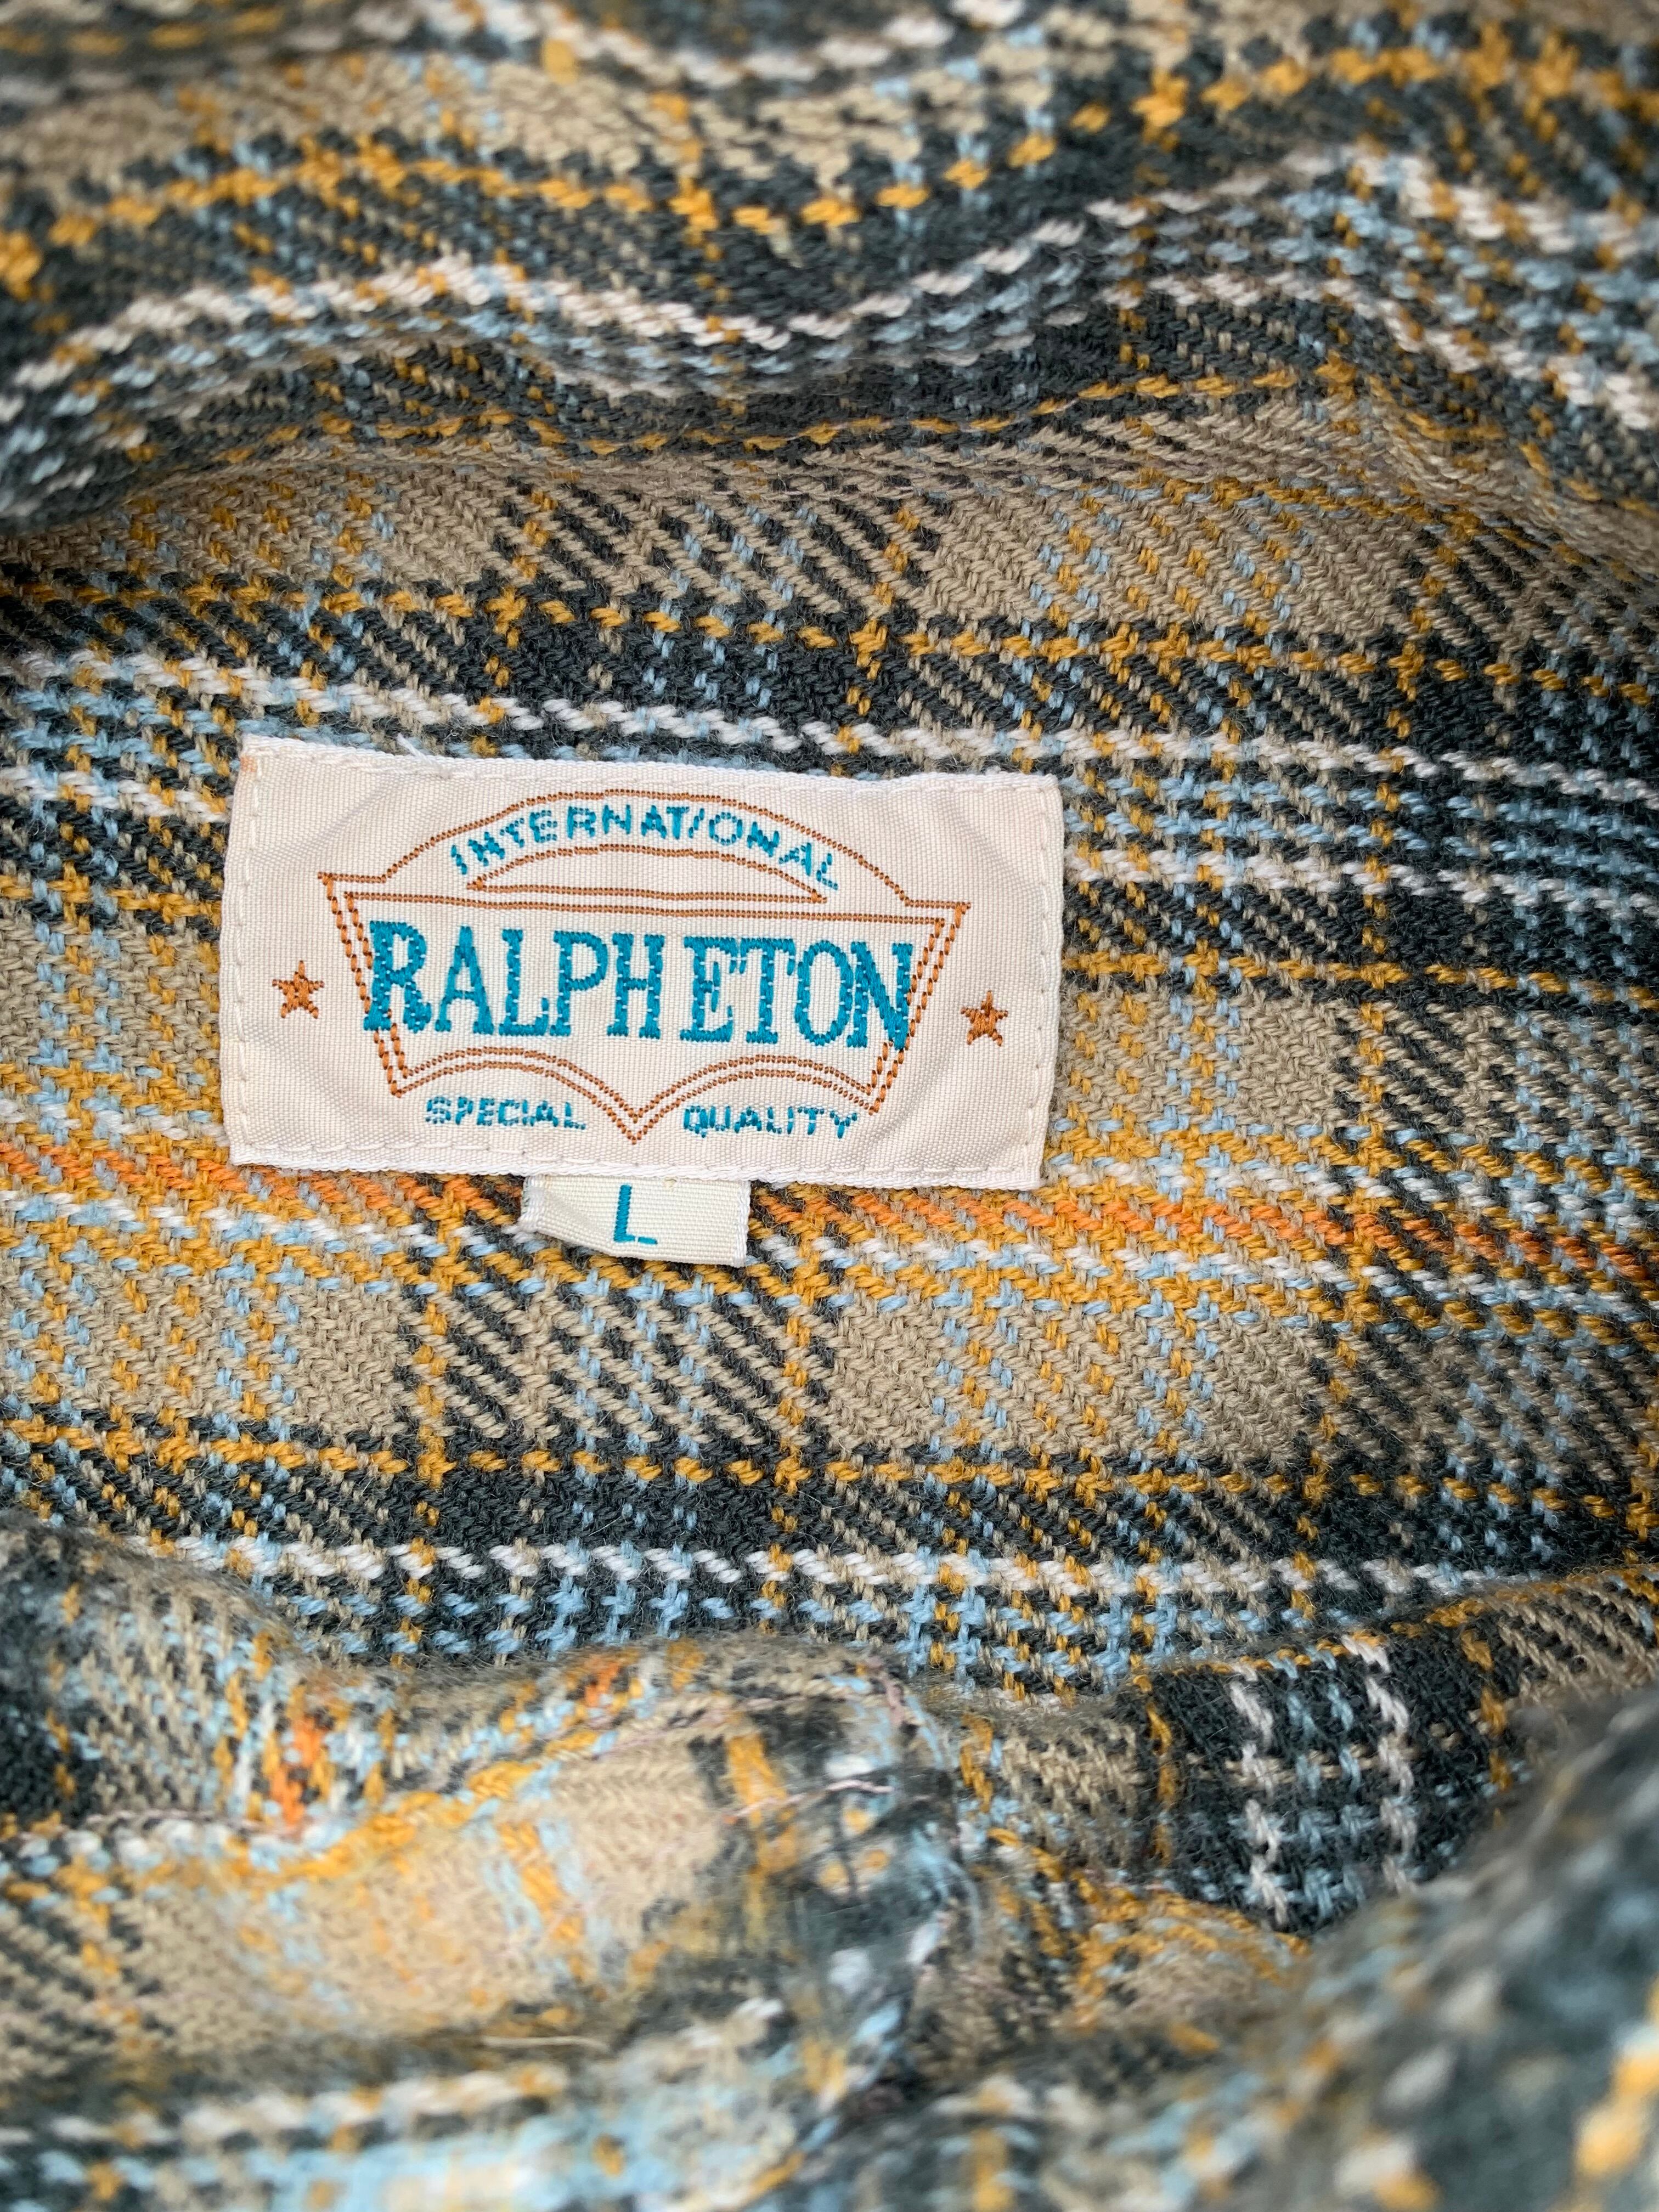 INTERNATIONAL
RALPH ETON
SPECIAL QUALITY
L